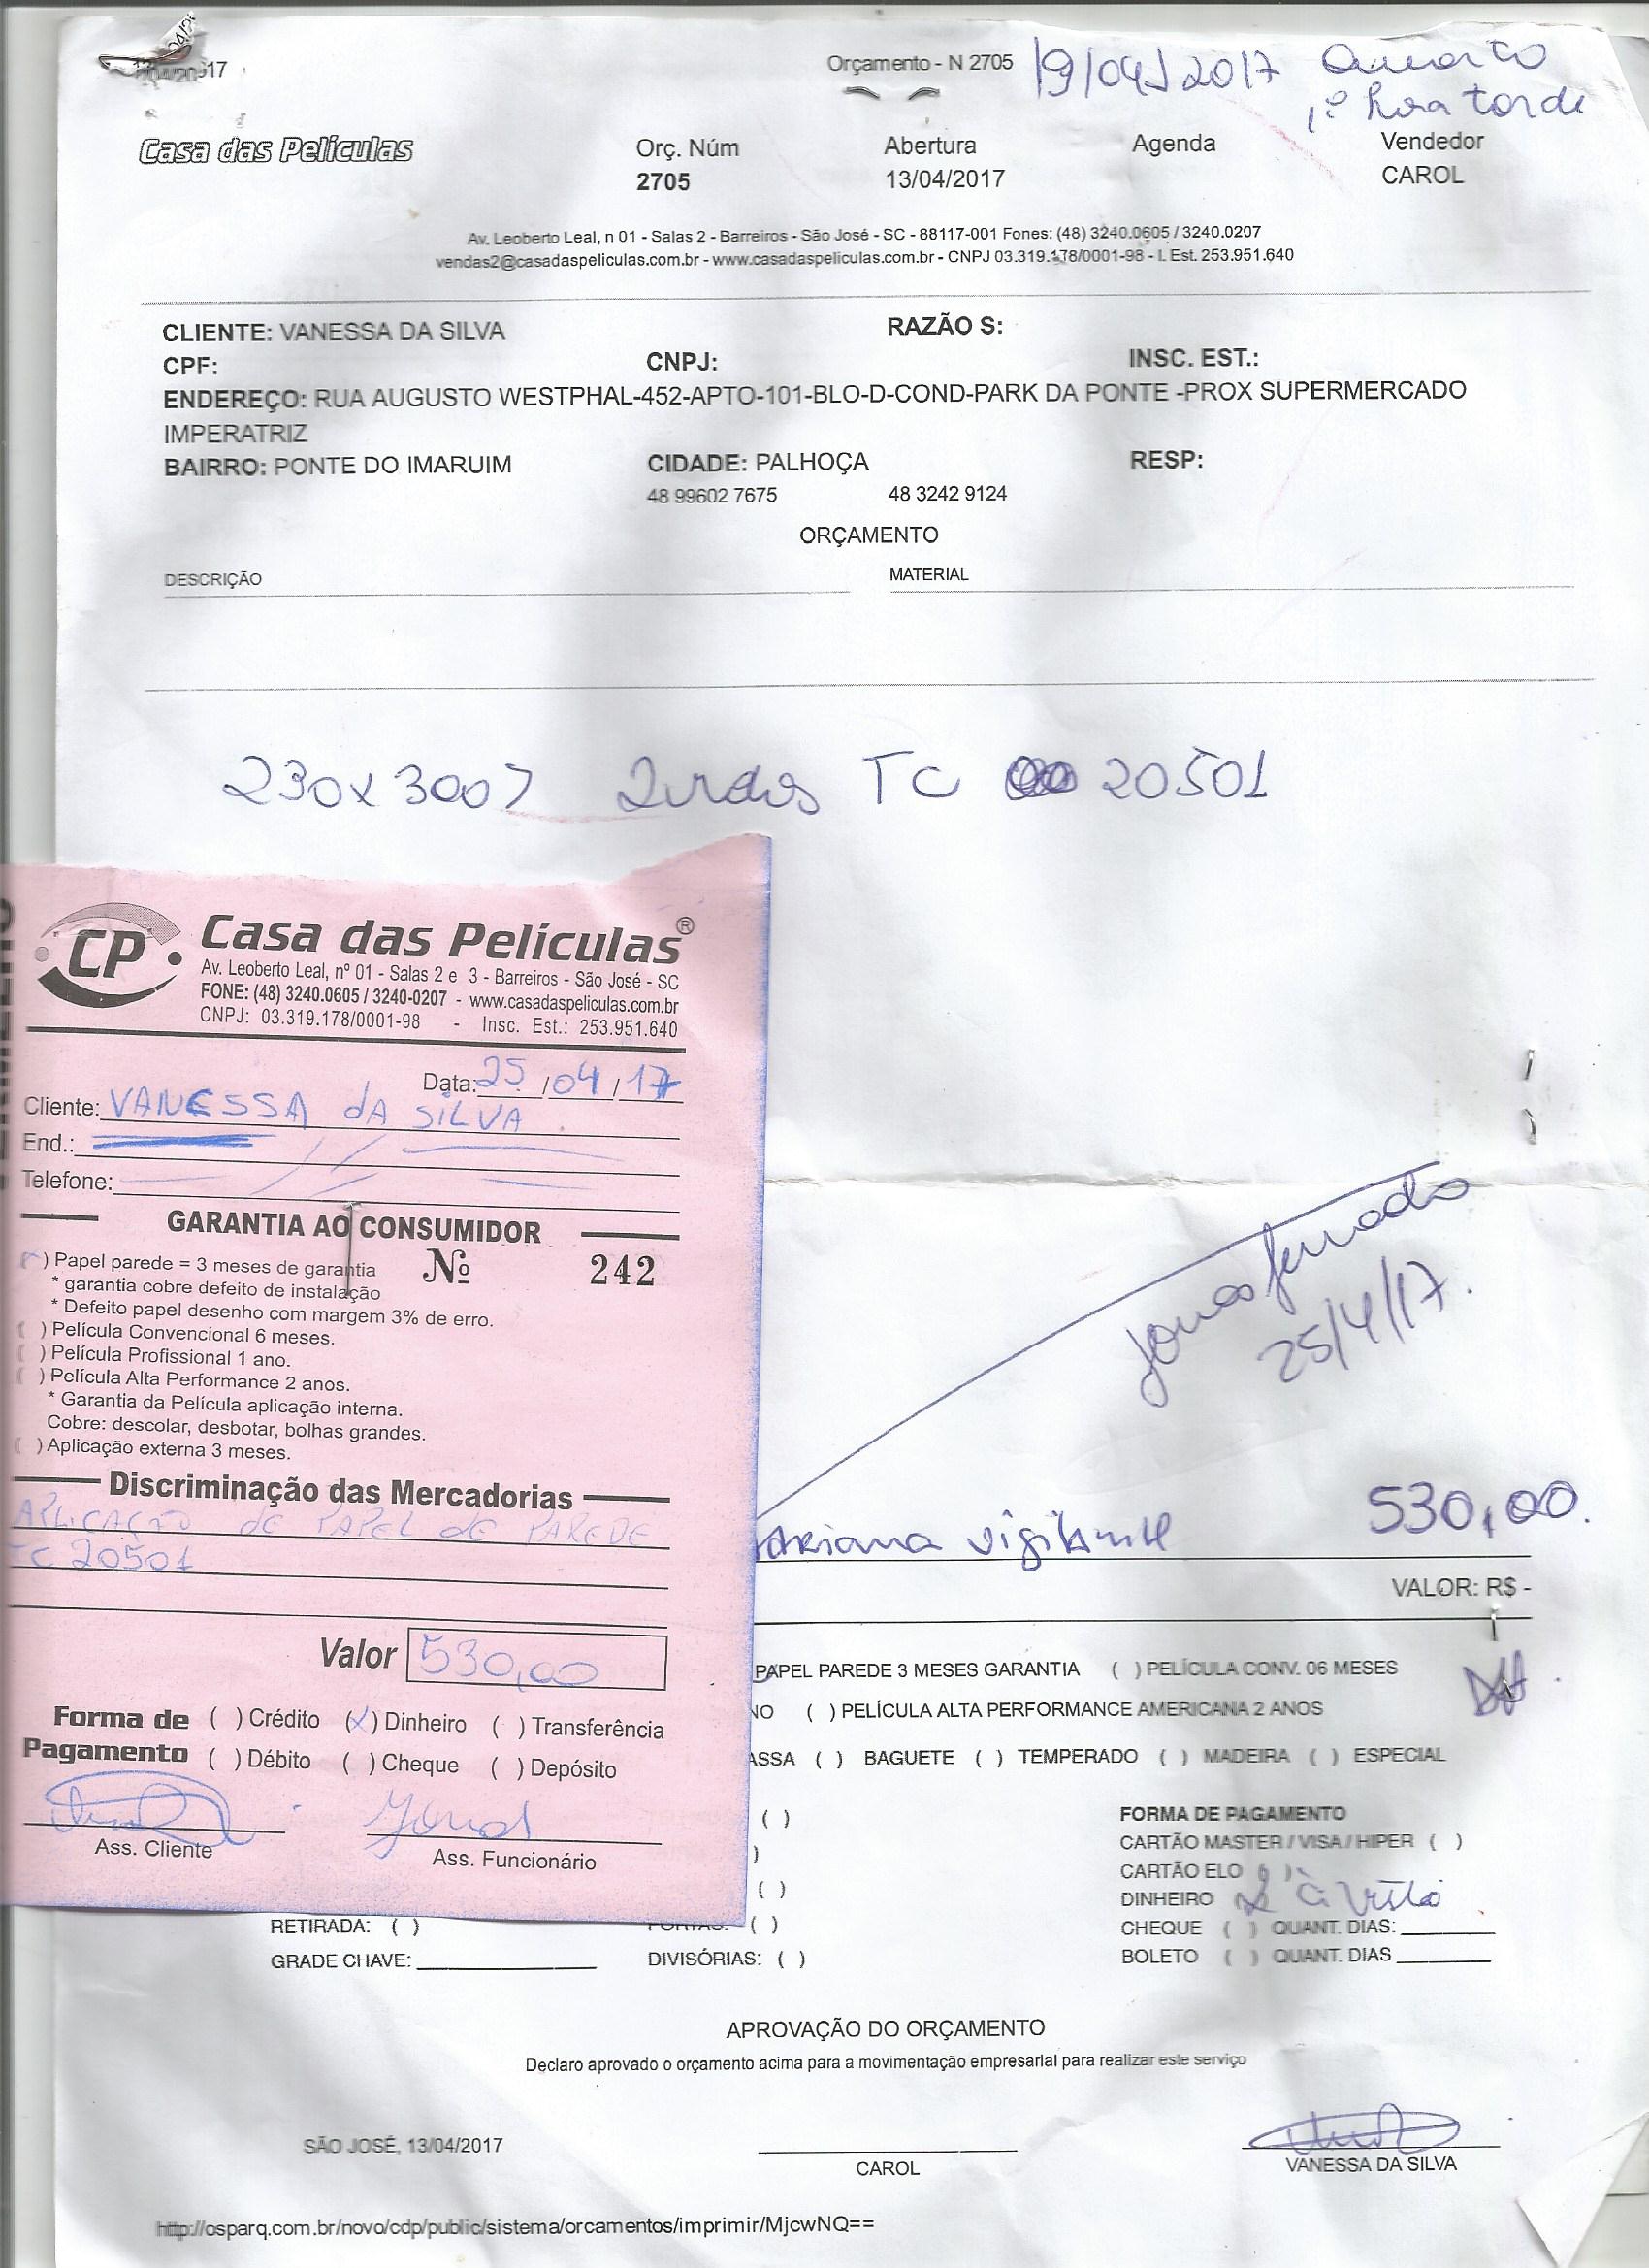 Orçamento - N 2705
19/04/2017 Quarto
1º hora tarde
Casa das Películas
Orç. Núm Abertura Agenda Vendedor
2705 13/04/2017 CAROL
Av. Leoberto Leal, n 01 - Salas 2 - Barreiros - São José - SC - 88117-001 Fones: (48) 3240.0605 / 3240.0207
vendas2@casadaspeliculas.com.br - www.casadaspeliculas.com.br - CNPJ 03.319.178/0001-98 - I. Est. 253.951.640
CLIENTE: VANESSA DA SILVA RAZÃO S:
CPF: CNPJ: INSC. EST.:
ENDEREÇO: RUA AUGUSTO WESTPHAL-452-APTO-101-BLO-D-COND-PARK DA PONTE -PROX SUPERMERCADO
IMPERATRIZ
BAIRRO: PONTE DO IMARUIM CIDADE: PALHOÇA RESP:
48 99602 7675 48 3242 9124
ORÇAMENTO
DESCRIÇÃO MATERIAL
230x300 TC 20501
CP Casa das Películas®
Av. Leoberto Leal, nº 01 - Salas 2 e 3 - Barreiros - São José - SC
FONE: (48) 3240.0605 / 3240-0207 - www.casadaspeliculas.com.br
CNPJ: 03.319.178/0001-98 - Insc. Est.: 253.951.640
Data: 25/04/17
Cliente: VANESSA dA SILVA
End.:
Telefone:
GARANTIA AO CONSUMIDOR
) Papel parede = 3 meses de garantia Nº 242
* garantia cobre defeito de instalação
* Defeito papel desenho com margem 3% de erro.
( ) Película Convencional 6 meses.
( ) Película Profissional 1 ano.
( ) Película Alta Performance 2 anos.
* Garantia da Película aplicação interna.
Cobre: descolar, desbotar, bolhas grandes.
( ) Aplicação externa 3 meses.
Discriminação das Mercadorias
APLICAÇÃO DE PAPEL DE PAREDE
TC 20501
Valor 530,00
Forma de Pagamento
( ) Crédito (X) Dinheiro ( ) Transferência
( ) Débito ( ) Cheque ( ) Depósito
Jonas
Ass. Cliente Ass. Funcionário
Jonas
25/4/17.
Adriana vigilante 530,00.
VALOR: R$ -
PAPEL PAREDE 3 MESES GARANTIA ( ) PELÍCULA CONV. 06 MESES
NO ( ) PELÍCULA ALTA PERFORMANCE AMERICANA 2 ANOS
ASSA ( ) BAGUETE ( ) TEMPERADO ( ) MADEIRA ( ) ESPECIAL
( )
)
( )
FORMA DE PAGAMENTO
CARTÃO MASTER / VISA / HIPER ( )
CARTÃO ELO ( )
DINHEIRO X à vista
CHEQUE ( ) QUANT. DIAS:
BOLETO ( ) QUANT. DIAS
RETIRADA: ( ) PORTAS: ( )
GRADE CHAVE: DIVISÓRIAS: ( )
APROVAÇÃO DO ORÇAMENTO
Declaro aprovado o orçamento acima para a movimentação empresarial para realizar este serviço
SÃO JOSÉ, 13/04/2017
CAROL VANESSA DA SILVA
http://osparq.com.br/novo/cdp/public/sistema/orcamentos/imprimir/MjcwNQ==